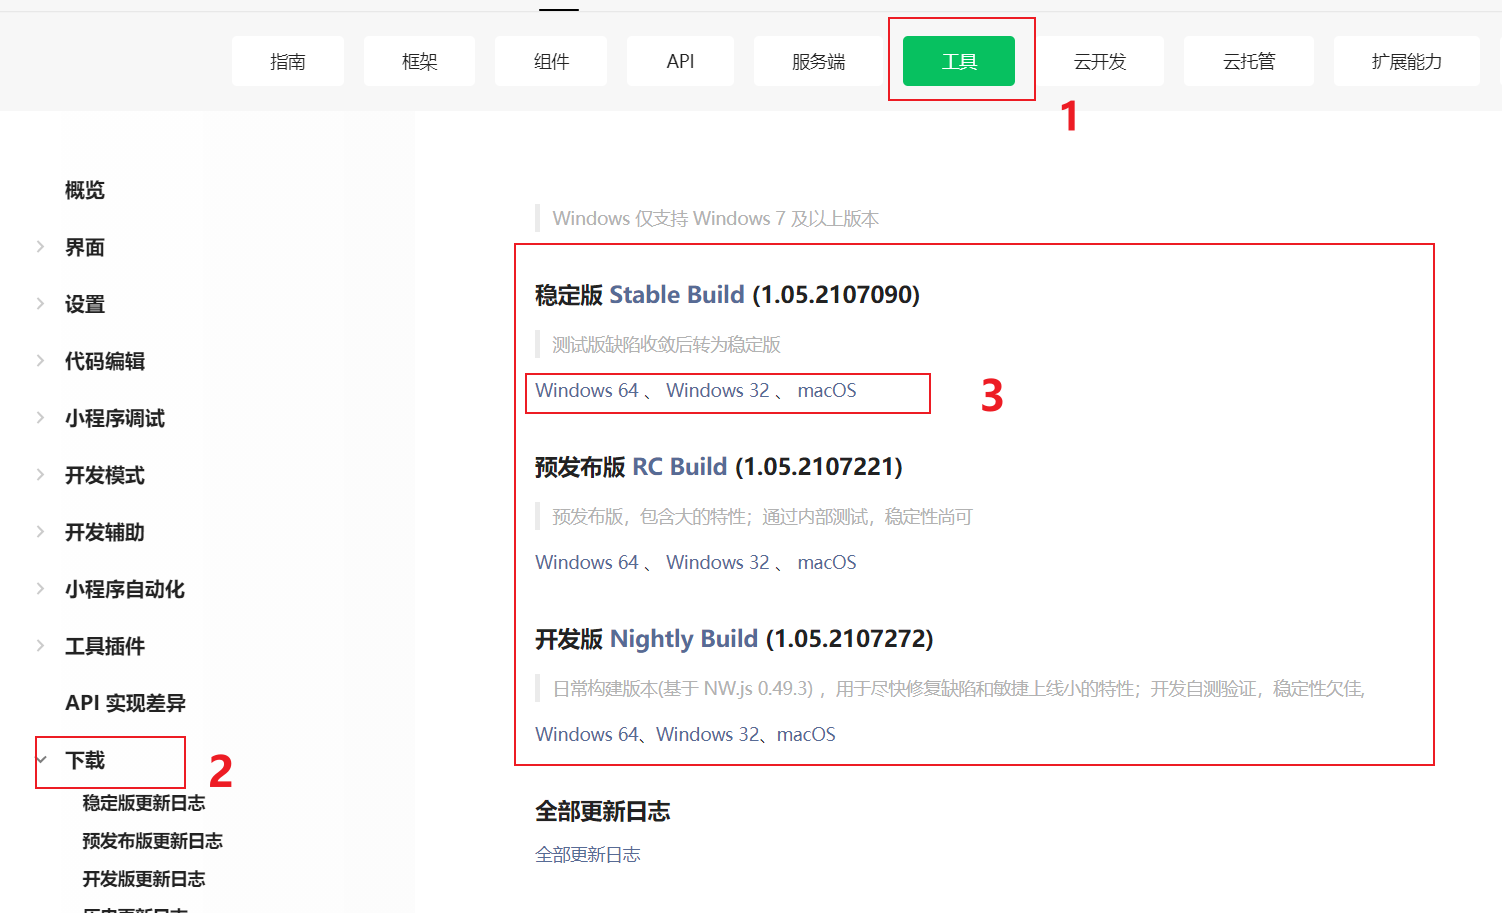 指南 框架 组件 API 服务端 工具 云开发 云托管 扩展能力
1
概览
界面
设置
代码编辑
小程序调试
开发模式
开发辅助
小程序自动化
工具插件
API 实现差异
下载
2
稳定版更新日志
预发布版更新日志
开发版更新日志
历史更新日志
Windows 仅支持 Windows 7 及以上版本
稳定版 Stable Build (1.05.2107090)
测试版缺陷收敛后转为稳定版
Windows 64 、 Windows 32 、 macOS
3
预发布版 RC Build (1.05.2107221)
预发布版，包含大的特性；通过内部测试，稳定性尚可
Windows 64 、 Windows 32 、 macOS
开发版 Nightly Build (1.05.2107272)
日常构建版本(基于 NW.js 0.49.3) ，用于尽快修复缺陷和敏捷上线小的特性；开发自测验证，稳定性欠佳,
Windows 64、Windows 32、macOS
全部更新日志
全部更新日志